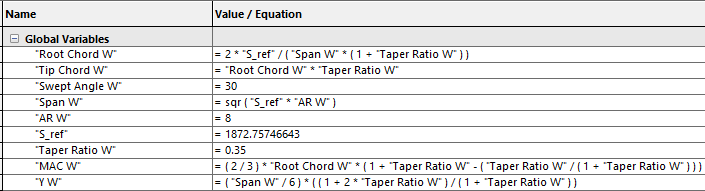 Name Value / Equation
Global Variables
"Root Chord W" = 2 * "S_ref" / ( "Span W" * ( 1 + "Taper Ratio W" ) )
"Tip Chord W" = "Root Chord W" * "Taper Ratio W"
"Swept Angle W" = 30
"Span W" = sqr ( "S_ref" * "AR W" )
"AR W" = 8
"S_ref" = 1872.75746643
"Taper Ratio W" = 0.35
"MAC W" = ( 2 / 3 ) * "Root Chord W" * ( 1 + "Taper Ratio W" - ( "Taper Ratio W" / ( 1 + "Taper Ratio W" ) ) )
"Y W" = ( "Span W" / 6 ) * ( ( 1 + 2 * "Taper Ratio W" ) / ( 1 + "Taper Ratio W" ) )